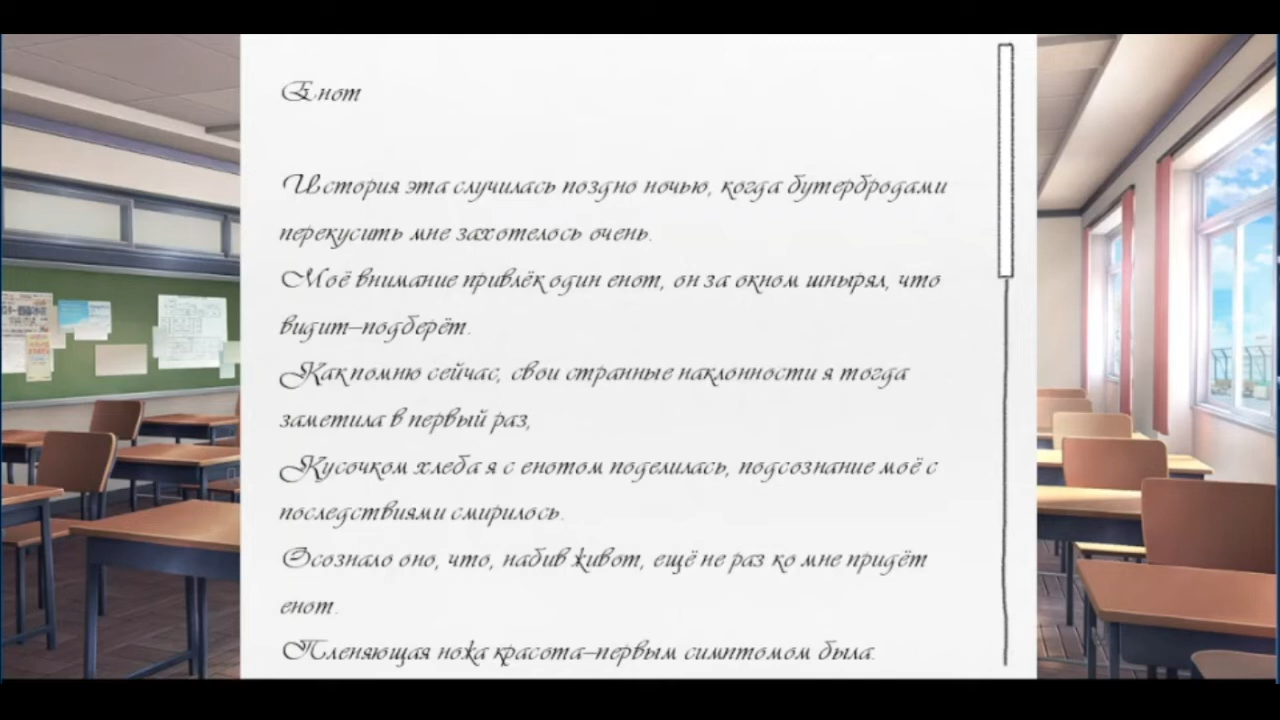 Енот
История эта случилась поздно ночью, когда бутербродами
перекусить мне захотелось очень.
Моё внимание привлёк один енот, он за окном шнырял, что
видит–подберёт.
Как помню сейчас, свои странные наклонности я тогда
заметила в первый раз,
Кусочком хлеба я с енотом поделилась, подсознание моё с
последствиями смирилось.
Осознало оно, что, набив живот, ещё не раз ко мне придёт
енот.
Пленяющая ножа красота–первым симптомом была.